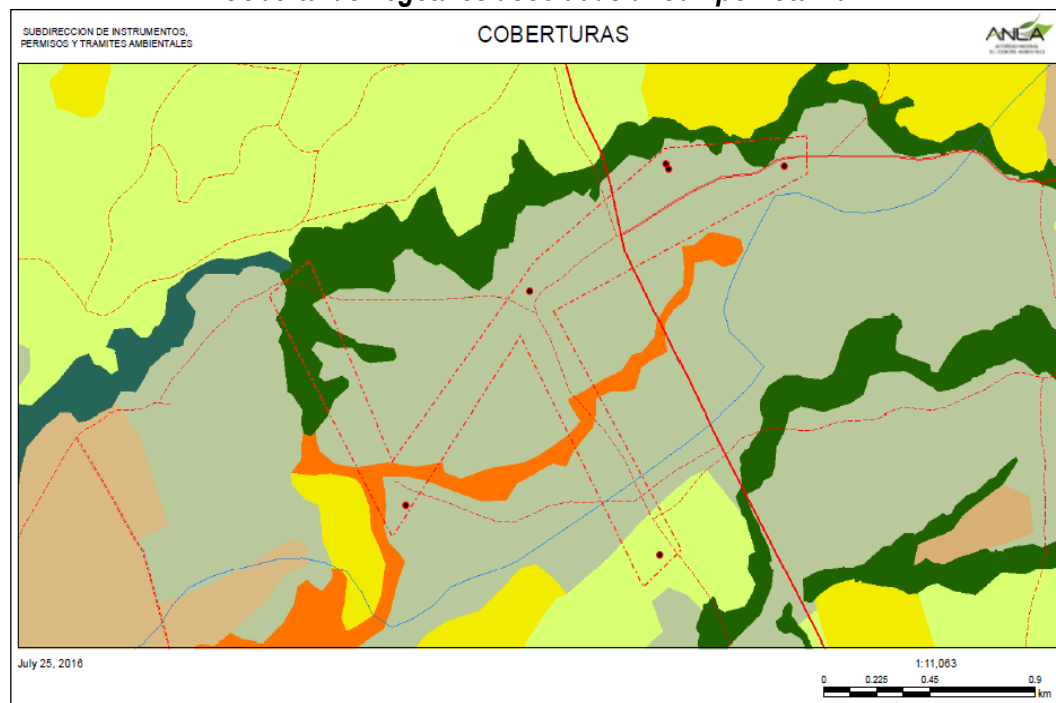 SUBDIRECCION DE INSTRUMENTOS,
PERMISOS Y TRAMITES AMBIENTALES
COBERTURAS
ANLA
July 25, 2016
1:11,063
0 0.225 0.45 0.9
km